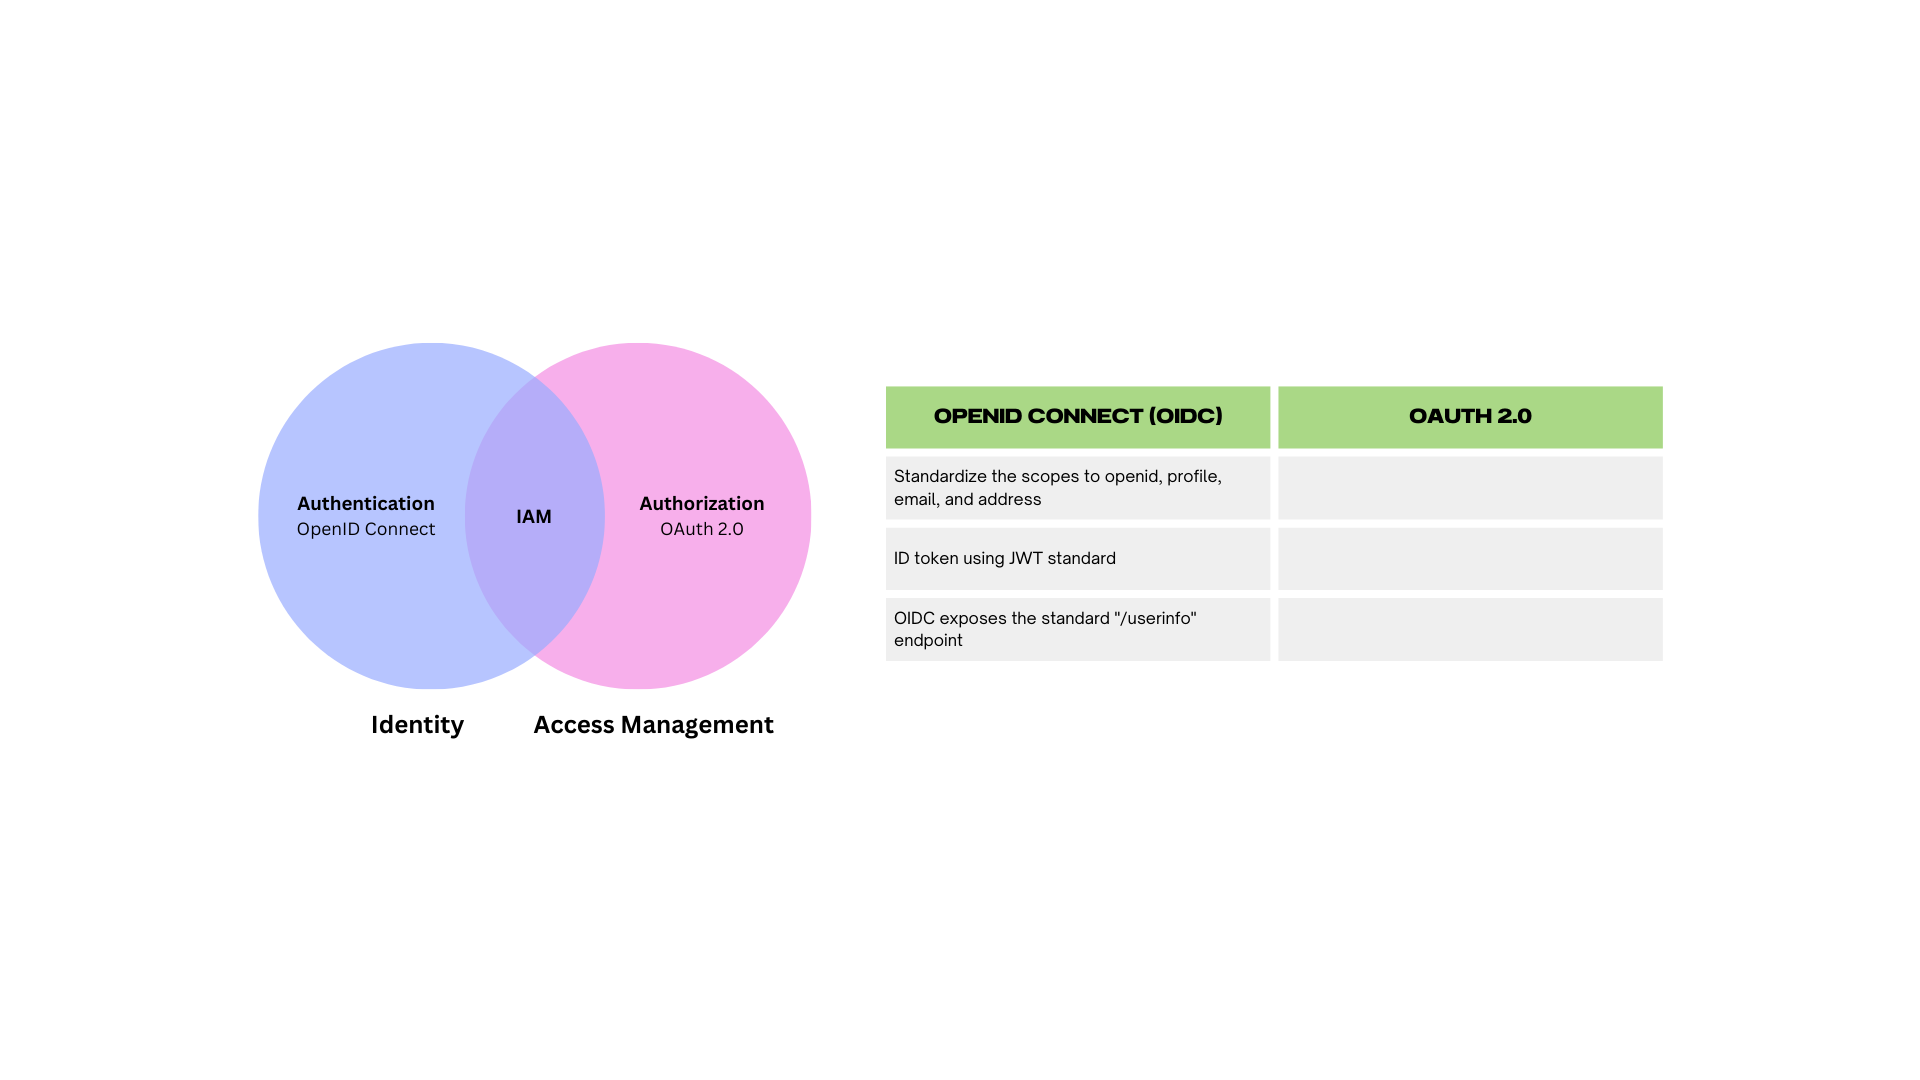 Authentication
OpenID Connect
IAM
Authorization
OAuth 2.0
Identity
Access Management
OPENID CONNECT (OIDC)
OAUTH 2.0
Standardize the scopes to openid, profile,
email, and address
ID token using JWT standard
OIDC exposes the standard "/userinfo"
endpoint